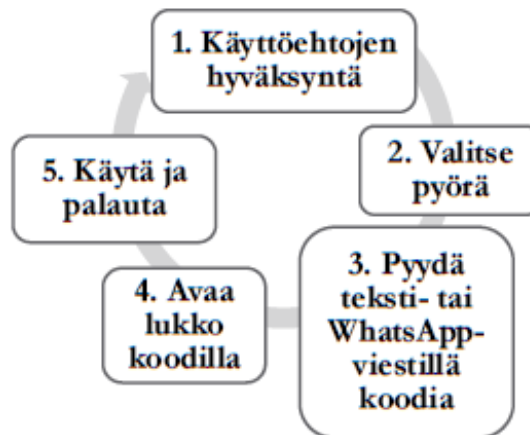 1. Käyttöehtojen
hyväksyntä
2. Valitse
pyörä
3. Pyydä
teksti- tai
WhatsApp-
viestillä
koodia
4. Avaa
lukko
koodilla
5. Käytä ja
palauta